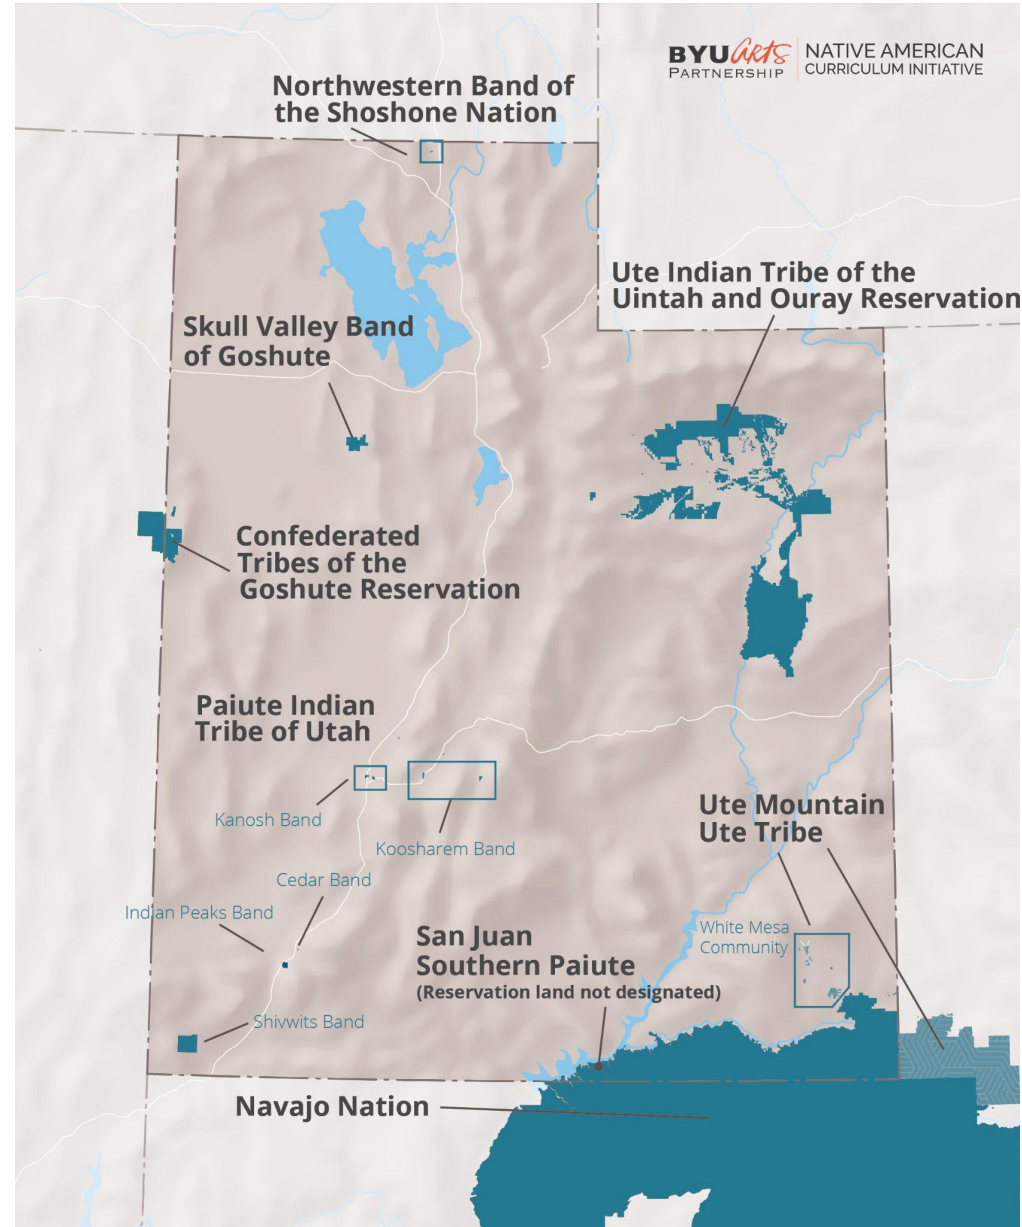 BYU arts
PARTNERSHIP
NATIVE AMERICAN
CURRICULUM INITIATIVE
Northwestern Band of
the Shoshone Nation
Ute Indian Tribe of the
Uintah and Ouray Reservation
Skull Valley Band
of Goshute
Confederated
Tribes of the
Goshute Reservation
Paiute Indian
Tribe of Utah
Kanosh Band
Koosharem Band
Ute Mountain
Ute Tribe
Cedar Band
Indian Peaks Band
White Mesa
Community
San Juan
Southern Paiute
(Reservation land not designated)
Shivwits Band
Navajo Nation